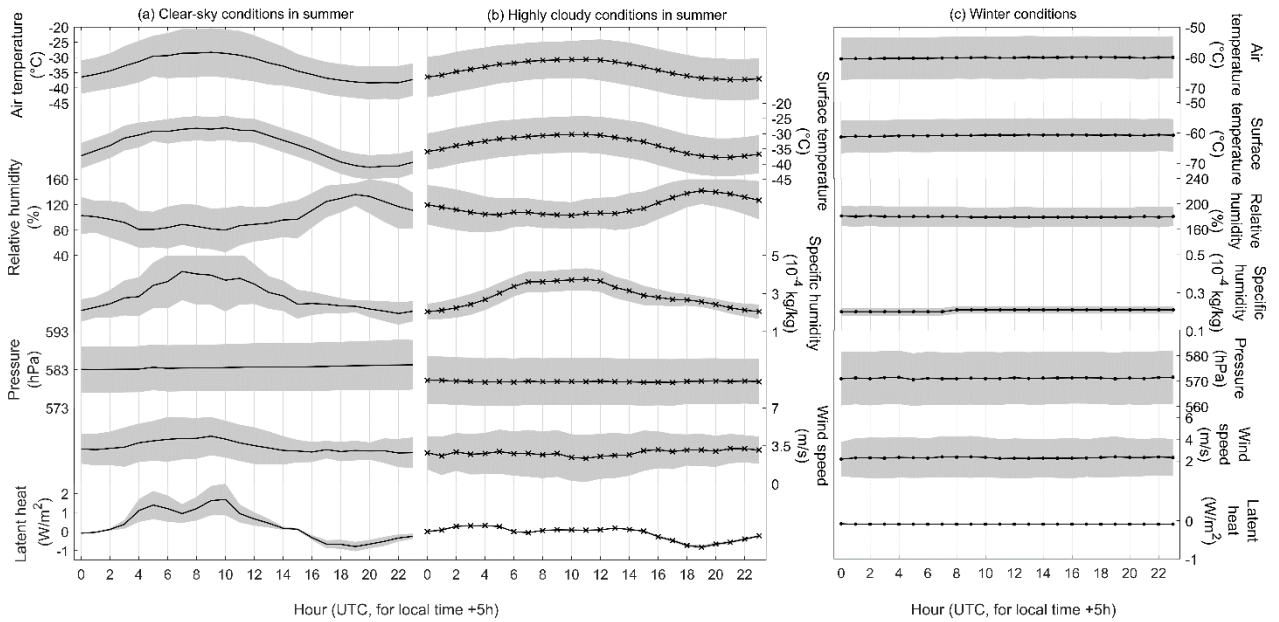 (a) Clear-sky conditions in summer
(b) Highly cloudy conditions in summer
(c) Winter conditions
Air temperature
(°C)
-20
-25
-30
-35
-40
-45
Relative humidity
(%)
160
120
80
40
Pressure
(hPa)
593
583
573
Latent heat
(W/m²)
2
1
0
-1
Surface temperature
(°C)
-20
-25
-30
-35
-40
-45
Specific humidity
(10⁻⁴ kg/kg)
5
3
1
Wind speed
(m/s)
7
3.5
0
Air
temperature
(°C)
-50
-60
-70
Surface
temperature
(°C)
-50
-60
-70
Relative
humidity
(%)
240
200
160
Specific
humidity
(10⁻⁴ kg/kg)
0.5
0.3
0.1
Pressure
(hPa)
580
570
560
Wind
speed
(m/s)
6
4
2
Latent
heat
(W/m²)
0
-1
0 2 4 6 8 10 12 14 16 18 20 22
0 2 4 6 8 10 12 14 16 18 20 22
0 2 4 6 8 10 12 14 16 18 20 22
Hour (UTC, for local time +5h)
Hour (UTC, for local time +5h)